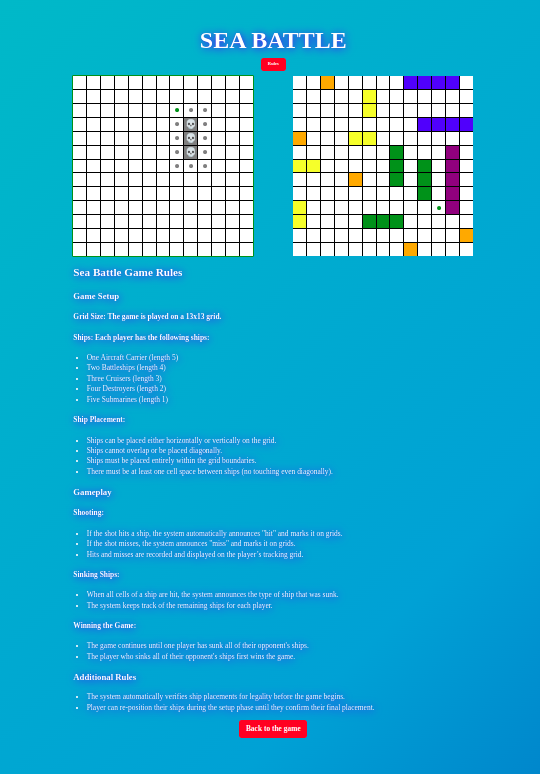 SEA BATTLE
Rules
Sea Battle Game Rules
Game Setup
Grid Size: The game is played on a 13x13 grid.
Ships: Each player has the following ships:
One Aircraft Carrier (length 5)
Two Battleships (length 4)
Three Cruisers (length 3)
Four Destroyers (length 2)
Five Submarines (length 1)
Ship Placement:
Ships can be placed either horizontally or vertically on the grid.
Ships cannot overlap or be placed diagonally.
Ships must be placed entirely within the grid boundaries.
There must be at least one cell space between ships (no touching even diagonally).
Gameplay
Shooting:
If the shot hits a ship, the system automatically announces "hit" and marks it on grids.
If the shot misses, the system announces "miss" and marks it on grids.
Hits and misses are recorded and displayed on the player's tracking grid.
Sinking Ships:
When all cells of a ship are hit, the system announces the type of ship that was sunk.
The system keeps track of the remaining ships for each player.
Winning the Game:
The game continues until one player has sunk all of their opponent's ships.
The player who sinks all of their opponent's ships first wins the game.
Additional Rules
The system automatically verifies ship placements for legality before the game begins.
Player can re-position their ships during the setup phase until they confirm their final placement.
Back to the game